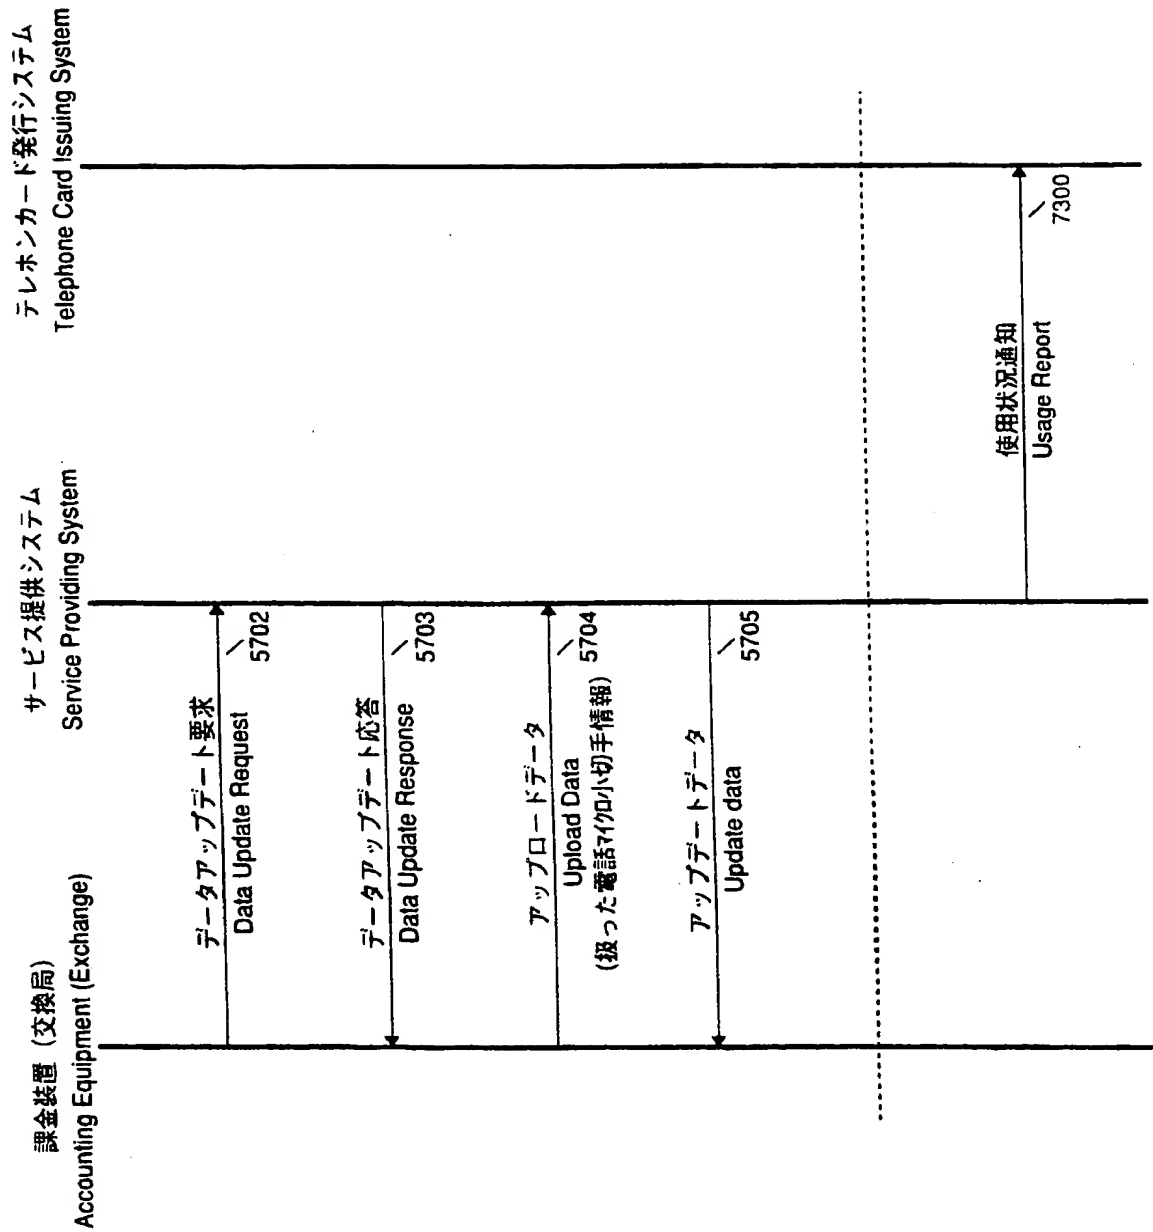 課金装置 (交換局)
Accounting Equipment (Exchange)
サービス提供システム
Service Providing System
テレホンカード発行システム
Telephone Card Issuing System
データアップデート要求
Data Update Request
5702
データアップデート応答
Data Update Response
5703
アップロードデータ
Upload Data
(扱った電話マイクロ小切手情報)
5704
アップデートデータ
Update data
5705
使用状況通知
Usage Report
7300